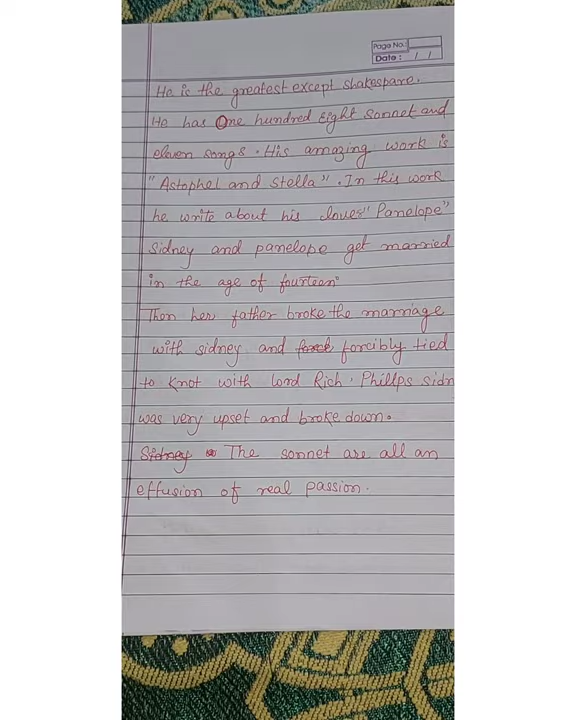 Page No.:
Date : / /
He is the greatest except shakespare.
He has One hundred Eight sonnet and
eleven songs. His amazing work is
"Astophel and Stella". In this work
he write about his clove "Panelope"
Sidney and panelope get married
in the age of fourteen"
Then her father broke the marriage
with sidney and forcibly tied
to Knot with lord Rich. Phillps sidn
was very upset and broke down.
Sidney The sonnet are all an
effusion of real passion.